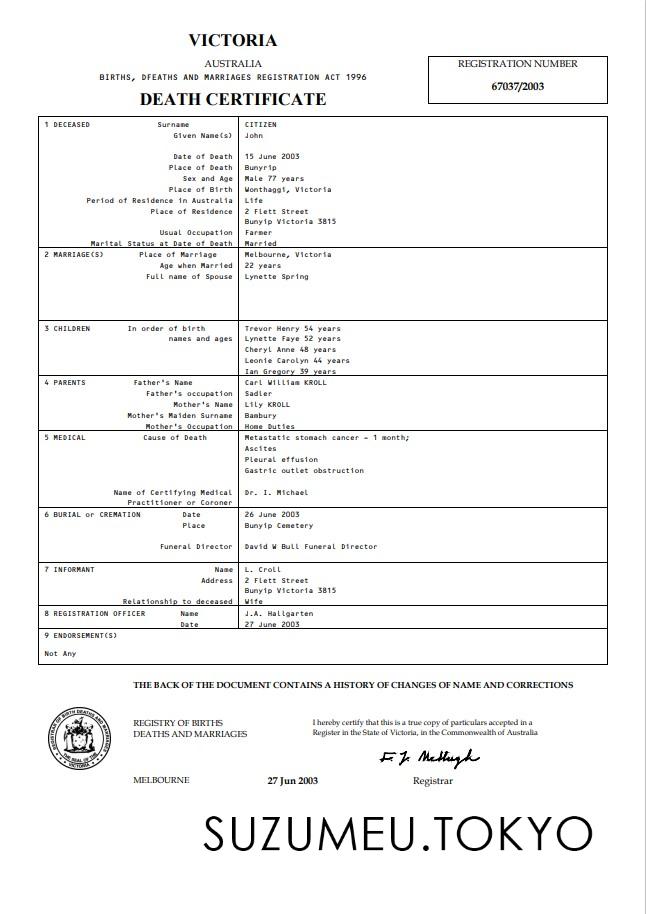 VICTORIA
AUSTRALIA
BIRTHS, DFEATHS AND MARRIAGES REGISTRATION ACT 1996
DEATH CERTIFICATE
REGISTRATION NUMBER
67037/2003
1 DECEASED Surname CITIZEN
Given Name(s) John
Date of Death 15 June 2003
Place of Death Bunyrip
Sex and Age Male 77 years
Place of Birth Wonthaggi, Victoria
Period of Residence in Australia Life
Place of Residence 2 Flett Street
Bunyip Victoria 3815
Usual Occupation Farmer
Marital Status at Date of Death Married
2 MARRIAGE(S) Place of Marriage Melbourne, Victoria
Age when Married 22 years
Full name of Spouse Lynette Spring
3 CHILDREN In order of birth Trevor Henry 54 years
names and ages Lynette Faye 52 years
Cheryl Anne 48 years
Leonie Carolyn 44 years
Ian Gregory 39 years
4 PARENTS Father's Name Carl William KROLL
Father's occupation Sadler
Mother's Name Lily KROLL
Mother's Maiden Surname Bambury
Mother's Occupation Home Duties
5 MEDICAL Cause of Death Metastatic stomach cancer - 1 month;
Ascites
Pleural effusion
Gastric outlet obstruction
Name of Certifying Medical Dr. I. Michael
Practitioner or Coroner
6 BURIAL or CREMATION Date 26 June 2003
Place Bunyip Cemetery
Funeral Director David W Bull Funeral Director
7 INFORMANT Name L. Croll
Address 2 Flett Street
Bunyip Victoria 3815
Relationship to deceased Wife
8 REGISTRATION OFFICER Name J.A. Hallgarten
Date 27 June 2003
9 ENDORSEMENT(S)
Not Any
THE BACK OF THE DOCUMENT CONTAINS A HISTORY OF CHANGES OF NAME AND CORRECTIONS
REGISTRY OF BIRTHS
DEATHS AND MARRIAGES
I hereby certify that this is a true copy of particulars accepted in a
Register in the State of Victoria, in the Commonwealth of Australia
REGISTRAR OF BIRTH DEATHS AND MARRIAGES
THE SEAL OF THE
VICTORIA
MELBOURNE 27 Jun 2003 Registrar
SUZUMEU.TOKYO